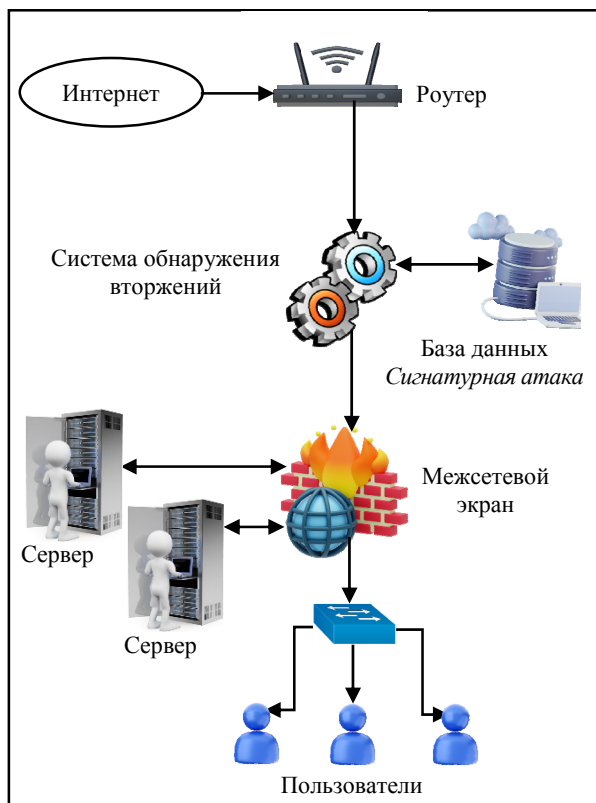 Интернет
Роутер
Система обнаружения
вторжений
База данных
Сигнатурная атака
Межсетевой
экран
Сервер
Сервер
Пользователи